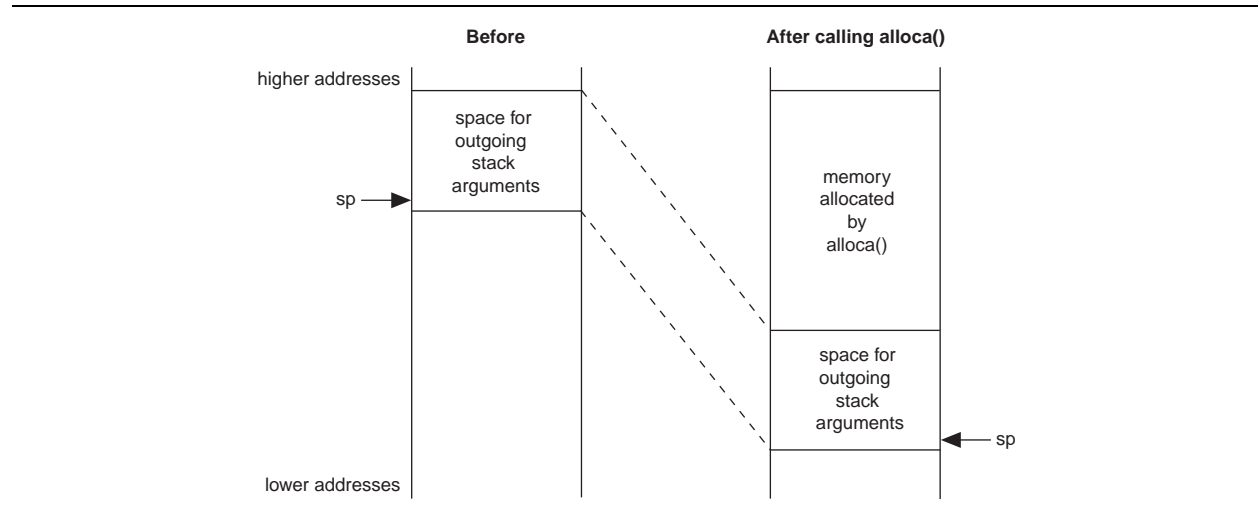 Before
After calling alloca()
higher addresses
space for
outgoing
stack
arguments
sp
memory
allocated
by
alloca()
space for
outgoing
stack
arguments
sp
lower addresses